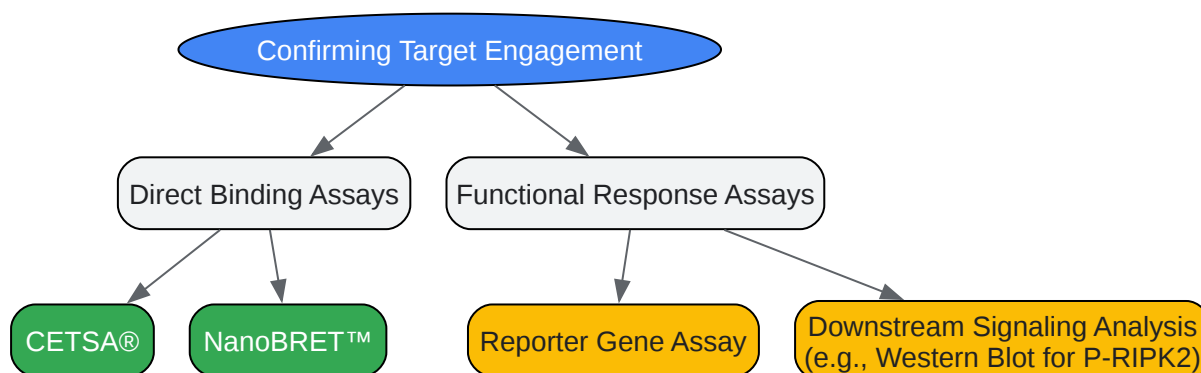 Confirming Target Engagement
Direct Binding Assays
Functional Response Assays
CETSA®
NanoBRET™
Reporter Gene Assay
Downstream Signaling Analysis
(e.g., Western Blot for P-RIPK2)